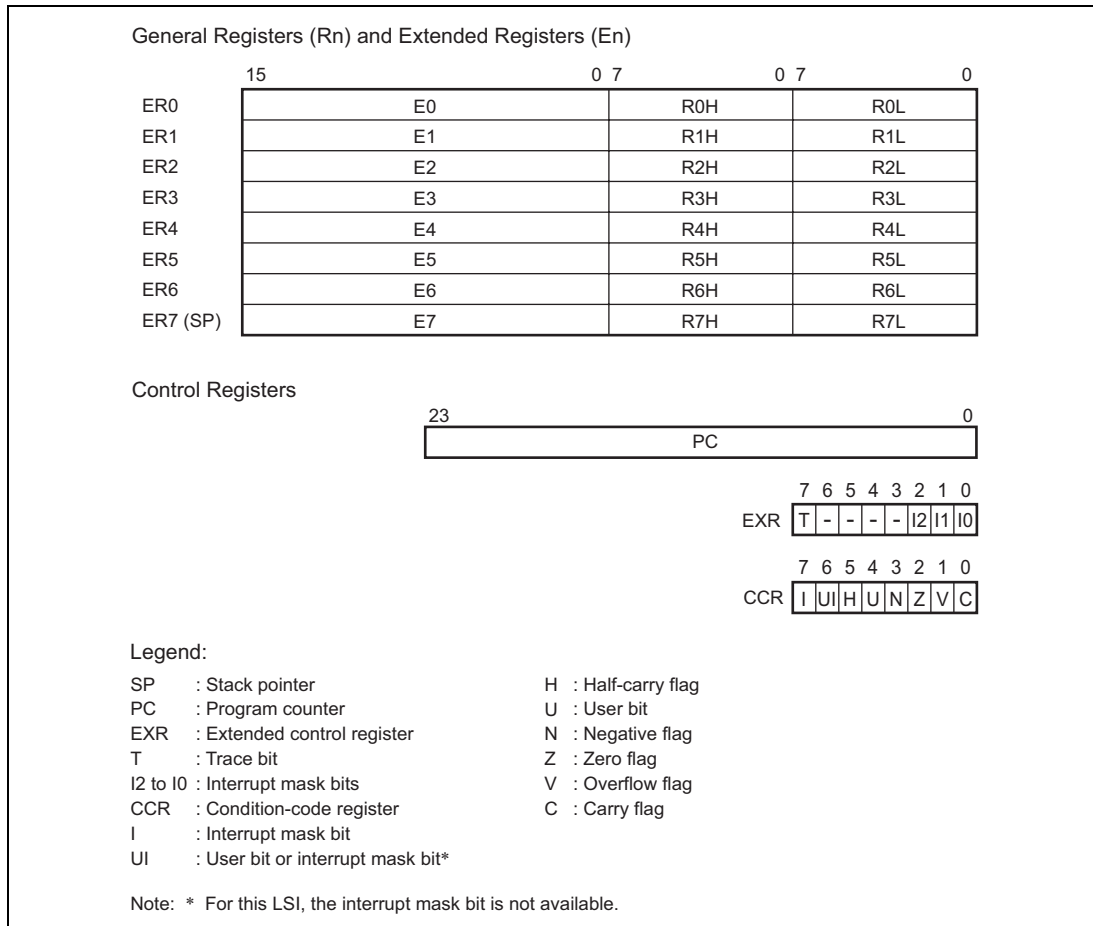 General Registers (Rn) and Extended Registers (En)
15 0 7 0 7 0
ER0 E0 R0H R0L
ER1 E1 R1H R1L
ER2 E2 R2H R2L
ER3 E3 R3H R3L
ER4 E4 R4H R4L
ER5 E5 R5H R5L
ER6 E6 R6H R6L
ER7 (SP) E7 R7H R7L
Control Registers
23 0
PC
7 6 5 4 3 2 1 0
EXR T - - - - I2 I1 I0
7 6 5 4 3 2 1 0
CCR I UI H U N Z V C
Legend:
SP : Stack pointer
PC : Program counter
EXR : Extended control register
T : Trace bit
I2 to I0 : Interrupt mask bits
CCR : Condition-code register
I : Interrupt mask bit
UI : User bit or interrupt mask bit*
H : Half-carry flag
U : User bit
N : Negative flag
Z : Zero flag
V : Overflow flag
C : Carry flag
Note: * For this LSI, the interrupt mask bit is not available.